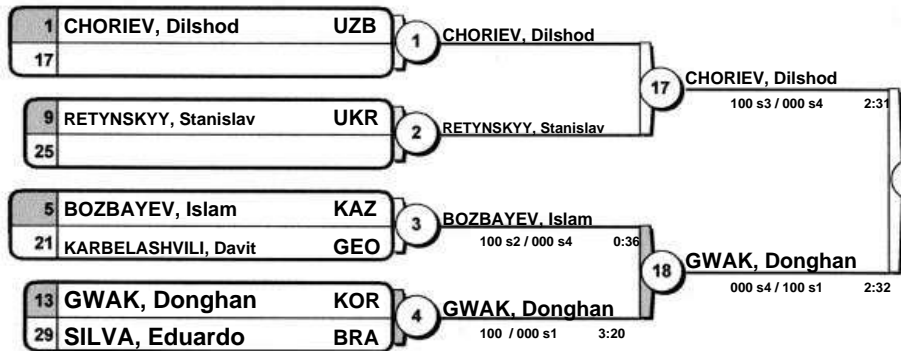 1 CHORIEV, Dilshod UZB
17
1 CHORIEV, Dilshod
17 CHORIEV, Dilshod
100 s3 / 000 s4 2:31
9 RETYNSKYY, Stanislav UKR
25
2 RETYNSKYY, Stanislav
5 BOZBAYEV, Islam KAZ
21 KARBELASHVILI, Davit GEO
3 BOZBAYEV, Islam
100 s2 / 000 s4 0:36
18 GWAK, Donghan
000 s4 / 100 s1 2:32
13 GWAK, Donghan KOR
29 SILVA, Eduardo BRA
4 GWAK, Donghan
100 / 000 s1 3:20